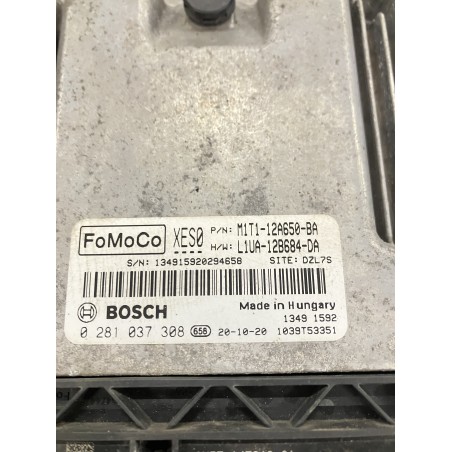 FoMoCo XES0 P/N: M1T1-12A650-BA
H/W: L1UA-12B684-DA
S/N: 134915920294658 SITE: DZL7S
BOSCH Made in Hungary
1349 1592
0 281 037 308 658 20-10-20 1039T53351